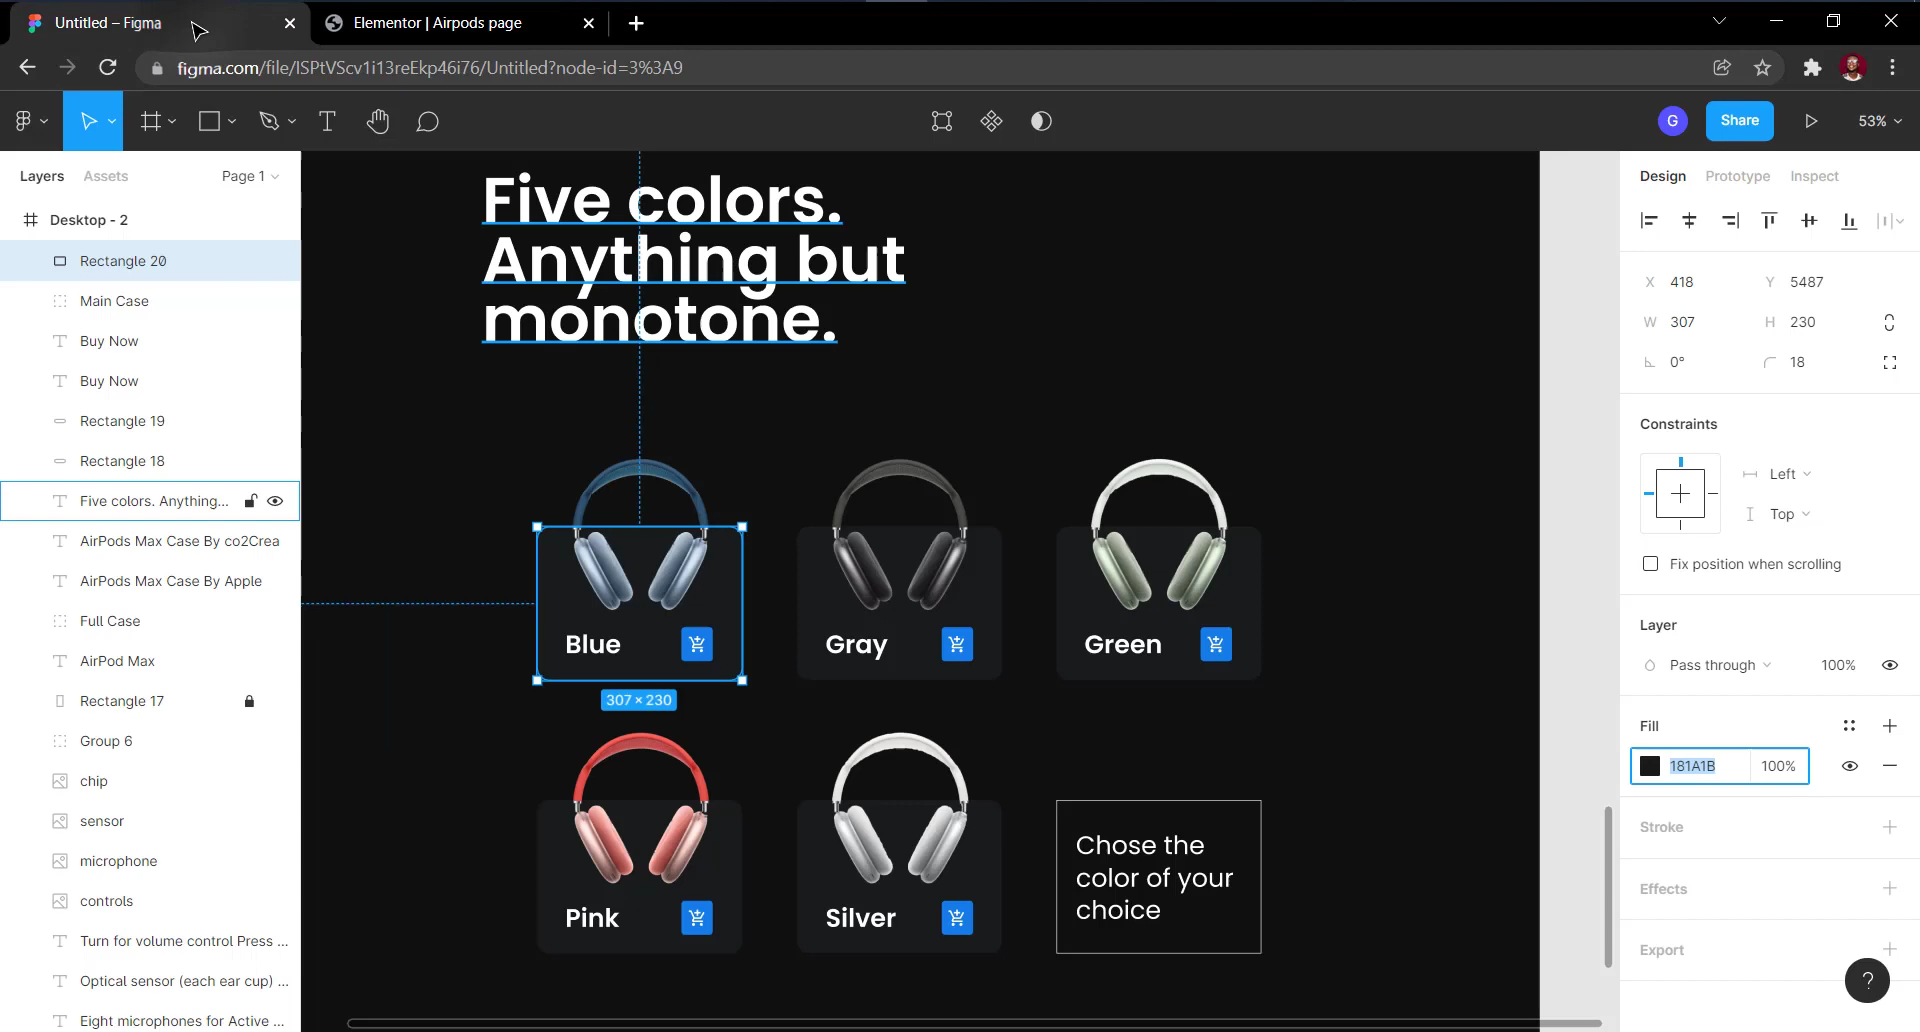 Untitled – Figma
Elementor | Airpods page
figma.com/file/ISPtVScv1i13reEkp46i76/Untitled?node-id=3%3A9
G
Share
53%
Layers
Assets
Page 1
Desktop - 2
Rectangle 20
Main Case
Buy Now
Buy Now
Rectangle 19
Rectangle 18
Five colors. Anything...
AirPods Max Case By co2Crea
AirPods Max Case By Apple
Full Case
AirPod Max
Rectangle 17
Group 6
chip
sensor
microphone
controls
Turn for volume control Press ...
Optical sensor (each ear cup) ...
Eight microphones for Active ...
Five colors.
Anything but
monotone.
Blue
Gray
Green
307 × 230
Pink
Silver
Chose the
color of your
choice
Design
Prototype
Inspect
X 418
Y 5487
W 307
H 230
0°
18
Constraints
Left
Top
Fix position when scrolling
Layer
Pass through
100%
Fill
181A1B
100%
Stroke
Effects
Export
?